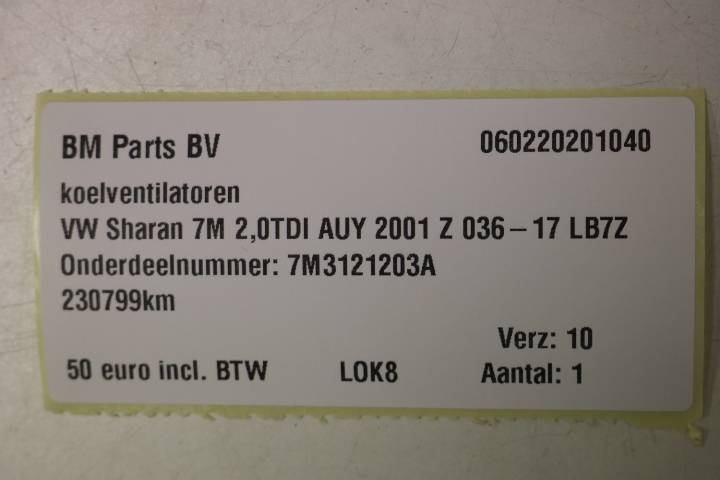 BM Parts BV 060220201040
koelventilatoren
VW Sharan 7M 2,0TDI AUY 2001 Z 036-17 LB7Z
Onderdeelnummer: 7M3121203A
230799km
Verz: 10
50 euro incl. BTW LOK8 Aantal: 1